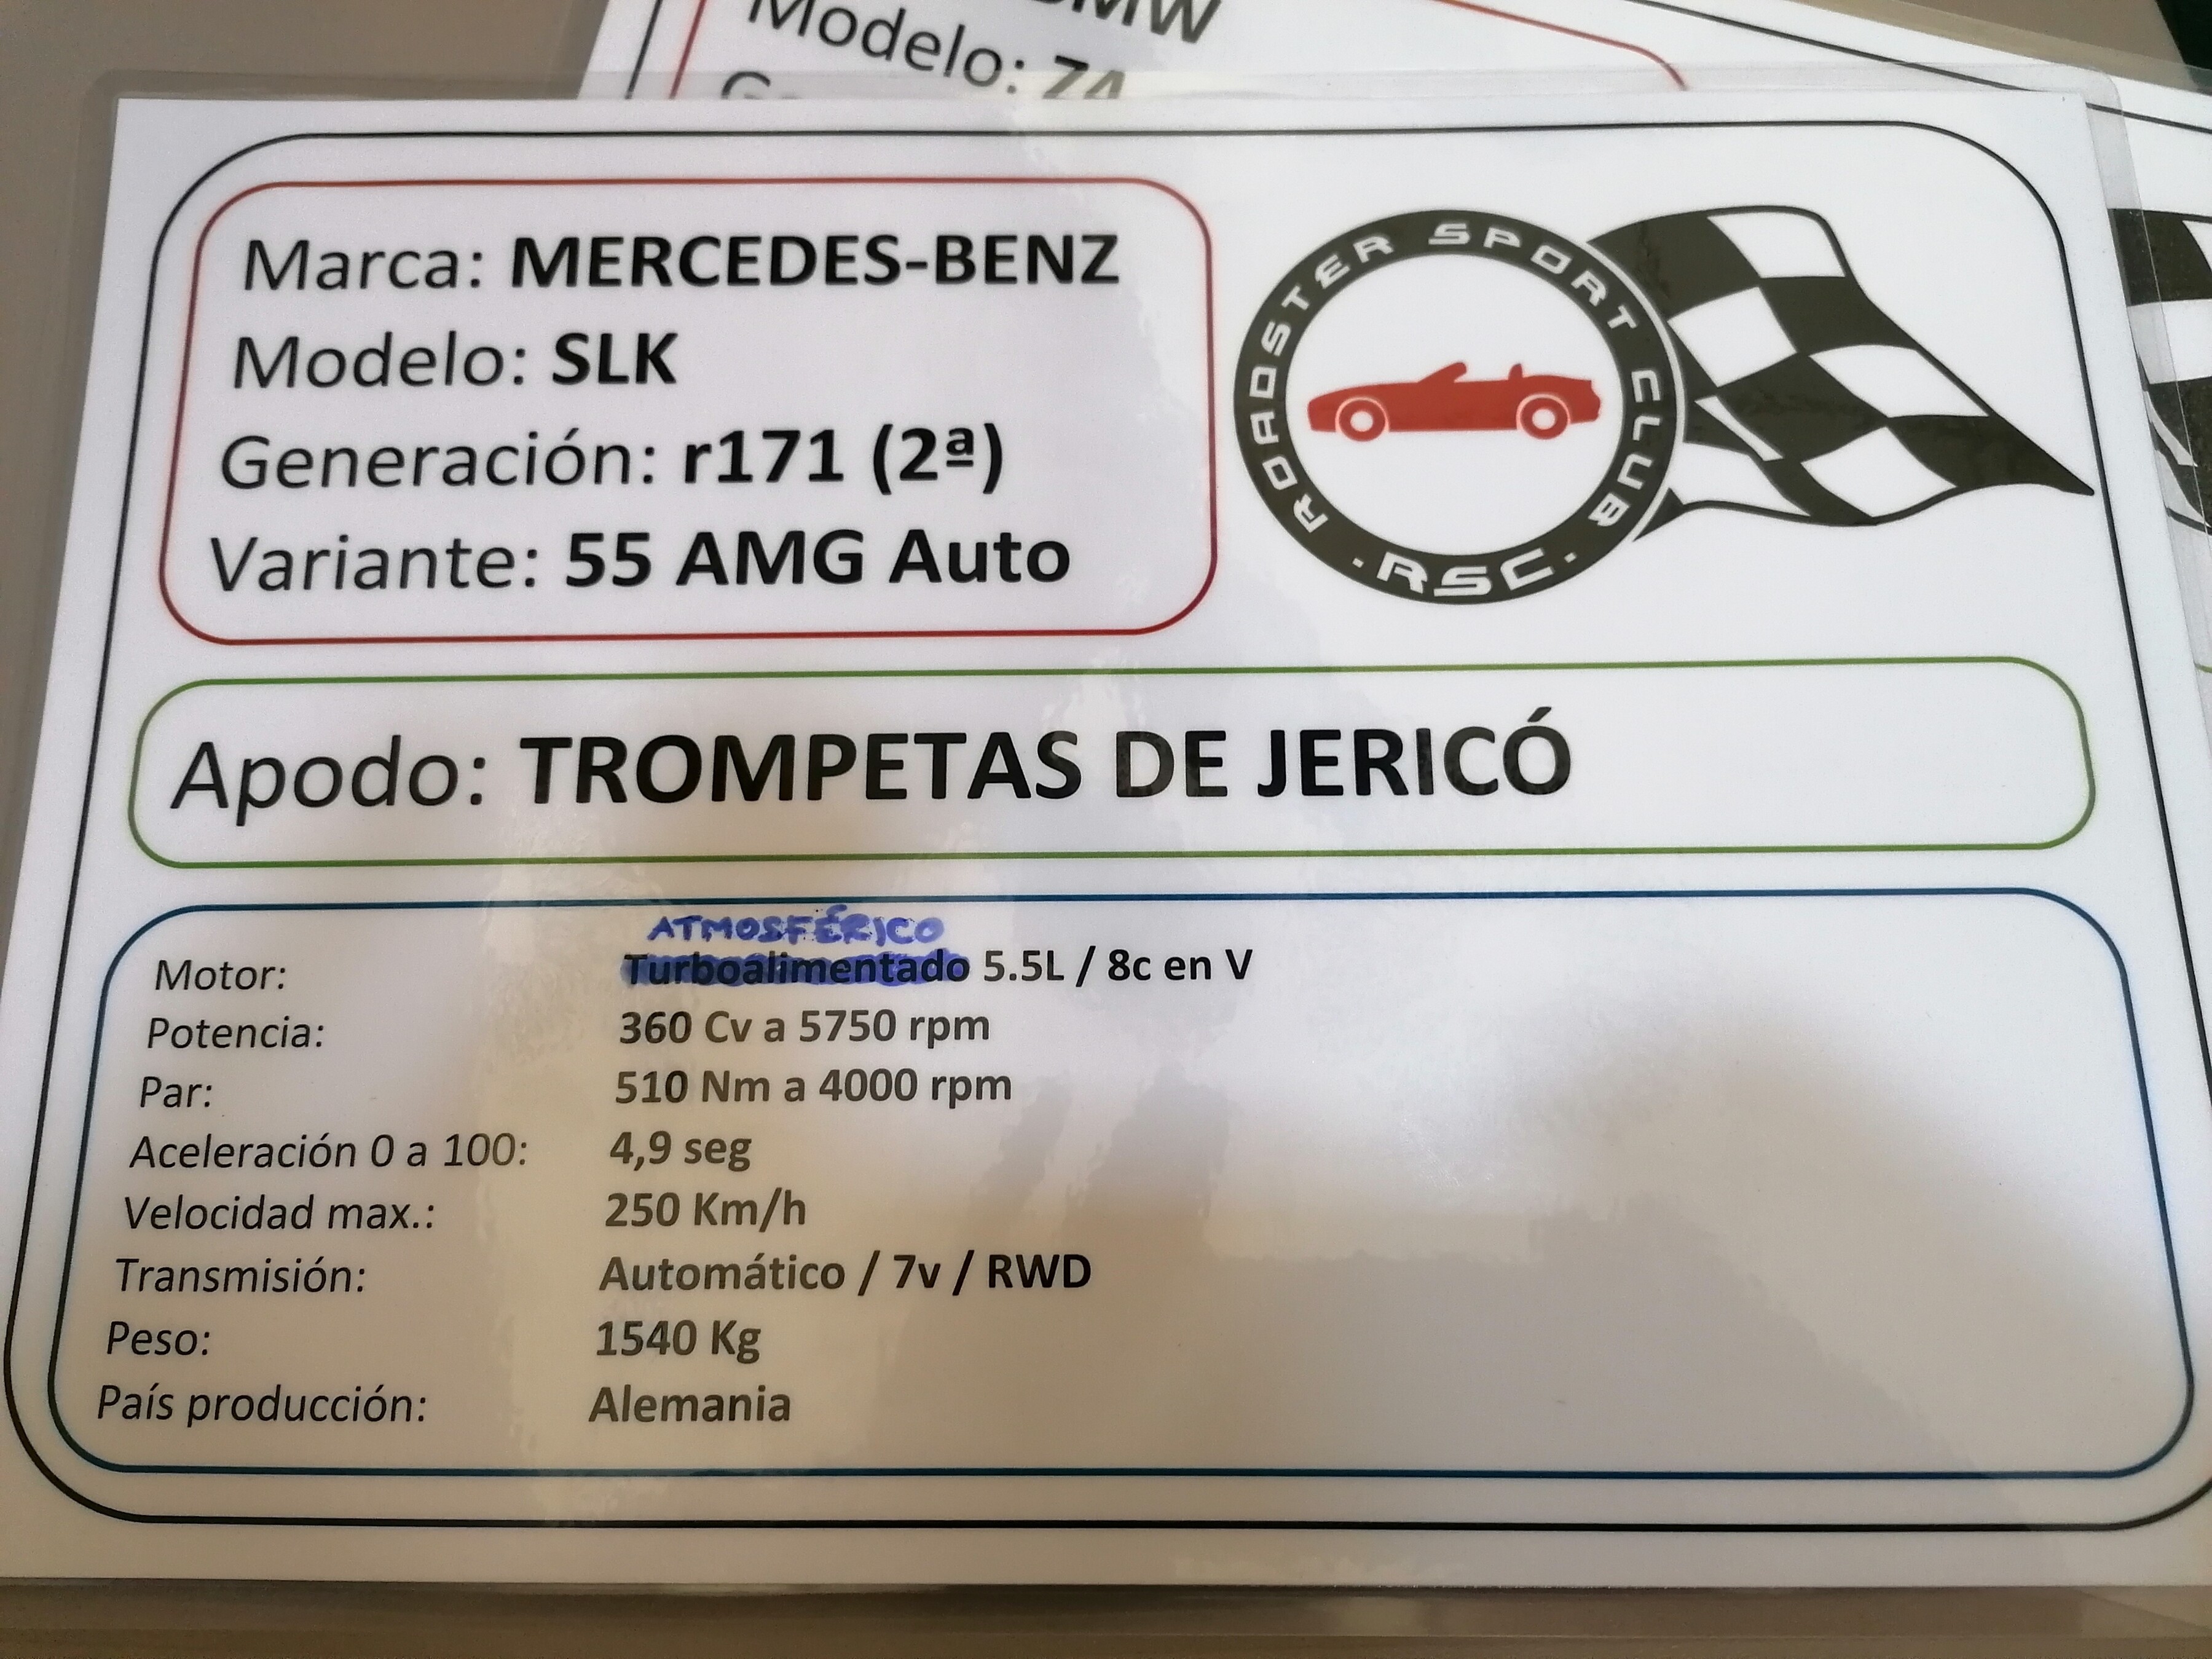 BMW
Modelo: Z4
Marca: MERCEDES-BENZ
Modelo: SLK
Generación: r171 (2ª)
Variante: 55 AMG Auto
ROADSTER SPORT CLUB
·RSC·
Apodo: TROMPETAS DE JERICÓ
ATMOSFÉRICO
Motor: Turboalimentado 5.5L / 8c en V
Potencia: 360 Cv a 5750 rpm
Par: 510 Nm a 4000 rpm
Aceleración 0 a 100: 4,9 seg
Velocidad max.: 250 Km/h
Transmisión: Automático / 7v / RWD
Peso: 1540 Kg
País producción: Alemania